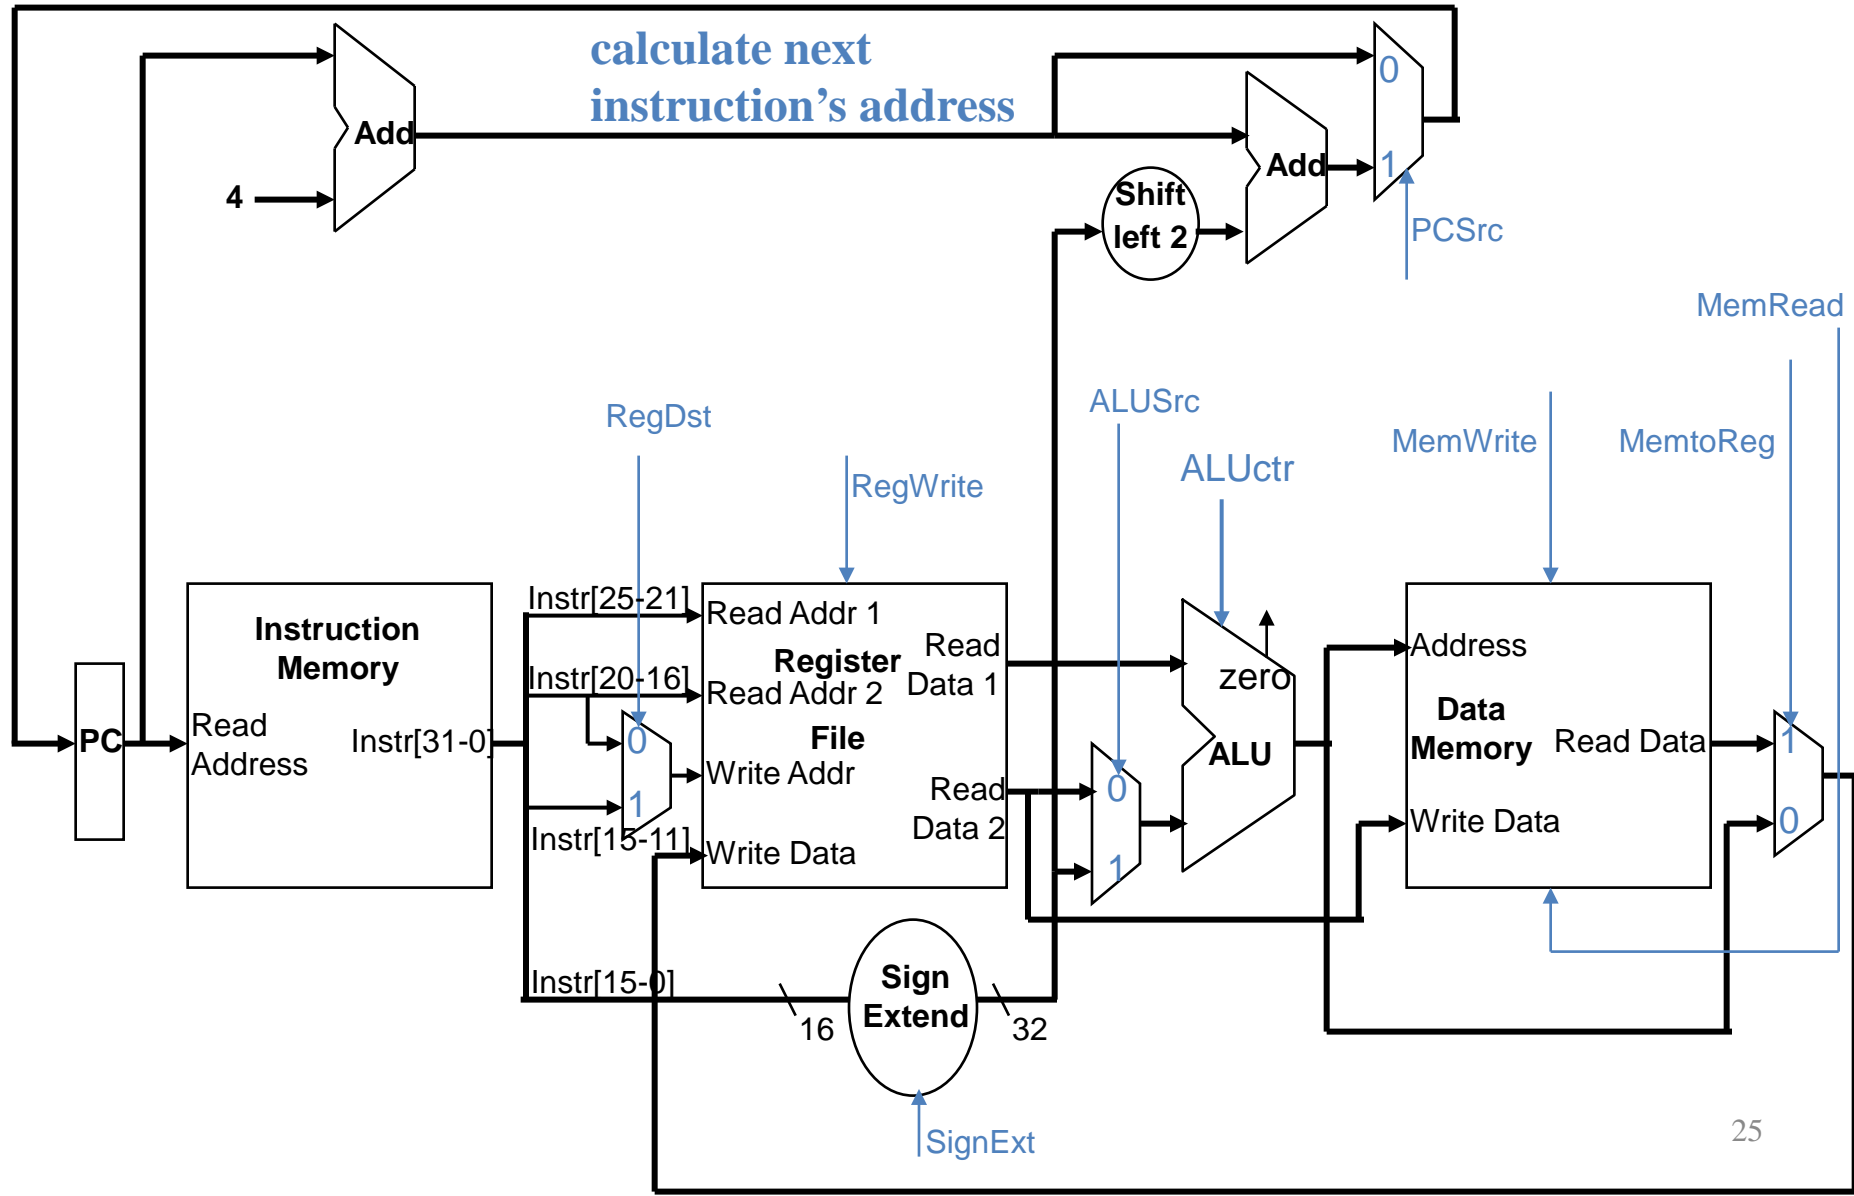 calculate next
instruction's address
Add
4
0
1
Add
Shift
left 2
PCSrc
MemRead
RegDst
RegWrite
ALUSrc
ALUctr
MemWrite
MemtoReg
PC
Instruction
Memory
Read
Address
Instr[31-0]
Instr[25-21]
Instr[20-16]
0
1
Instr[15-11]
Instr[15-0]
Read Addr 1
Register
Read Addr 2
File
Write Addr
Write Data
Read
Data 1
Read
Data 2
0
1
zero
ALU
Address
Data
Memory
Read Data
Write Data
1
0
16
Sign
Extend
32
SignExt
25